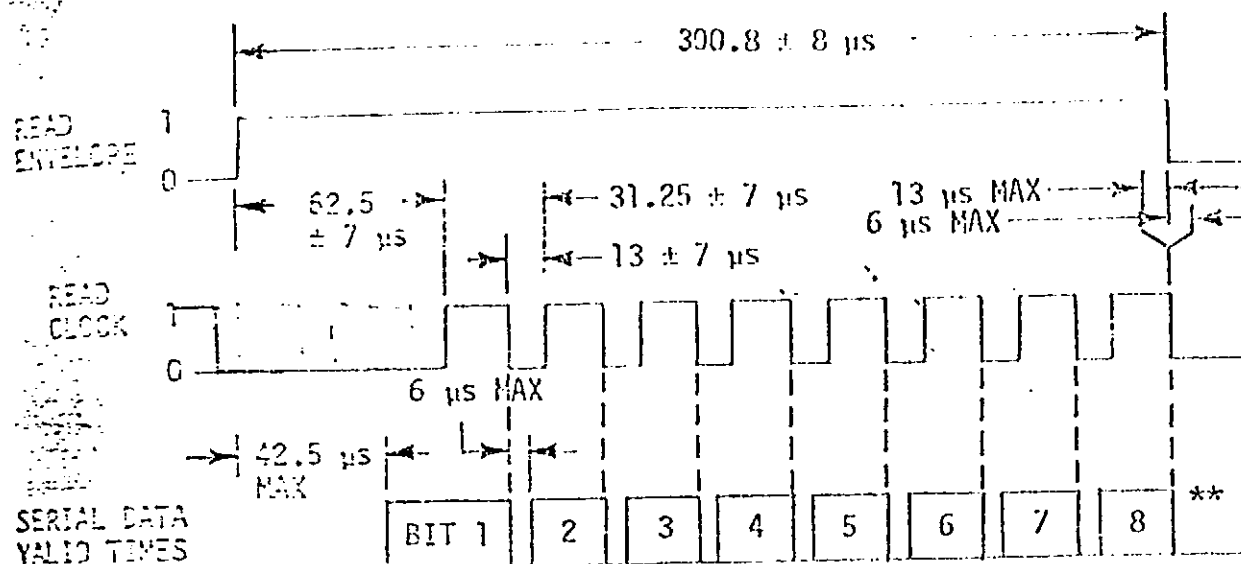 300.8 ± 8 µs
READ
ENVELOPE
1
0
62.5
± 7 µs
31.25 ± 7 µs
13 µs MAX
6 µs MAX
13 ± 7 µs
READ
CLOCK
1
0
6 µs MAX
42.5 µs
MAX
SERIAL DATA
VALID TIMES
BIT 1
2
3
4
5
6
7
8
**